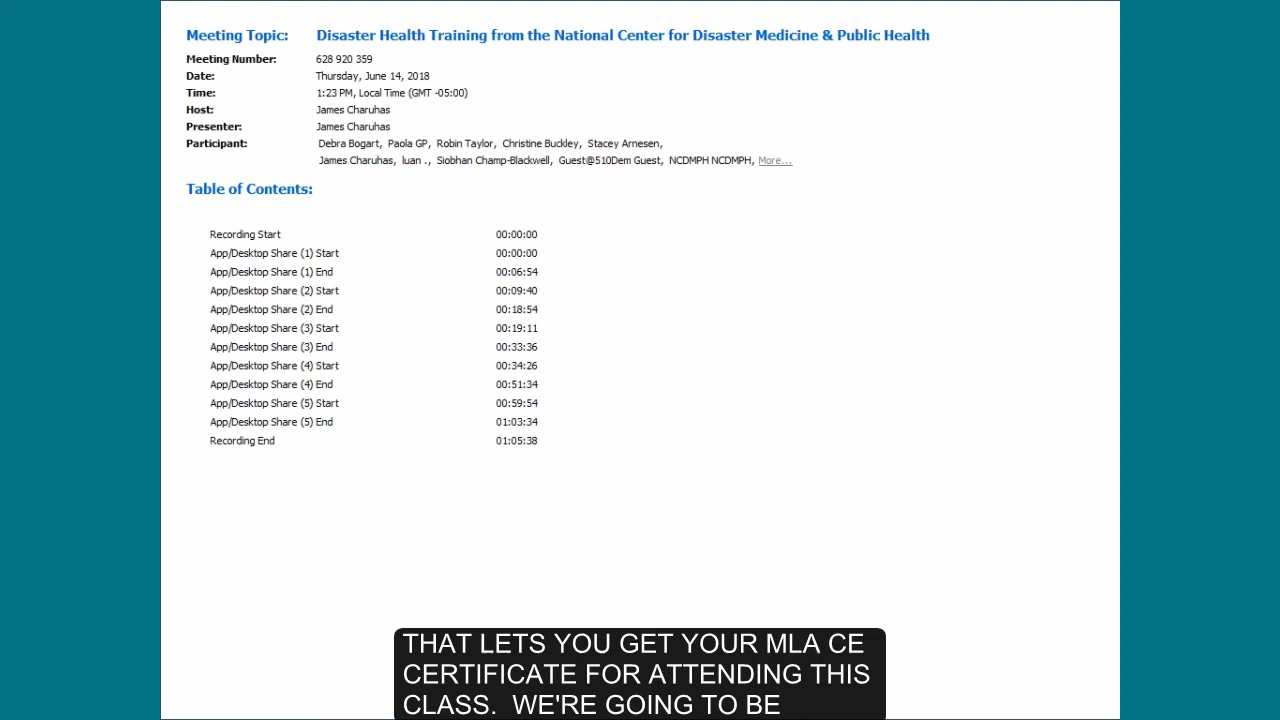 Meeting Topic: Disaster Health Training from the National Center for Disaster Medicine & Public Health
Meeting Number: 628 920 359
Date: Thursday, June 14, 2018
Time: 1:23 PM, Local Time (GMT -05:00)
Host: James Charuhas
Presenter: James Charuhas
Participant: Debra Bogart, Paola GP, Robin Taylor, Christine Buckley, Stacey Arnesen,
James Charuhas, luan ., Siobhan Champ-Blackwell, Guest@510Dem Guest, NCDMPH NCDMPH, More...
Table of Contents:
Recording Start 00:00:00
App/Desktop Share (1) Start 00:00:00
App/Desktop Share (1) End 00:06:54
App/Desktop Share (2) Start 00:09:40
App/Desktop Share (2) End 00:18:54
App/Desktop Share (3) Start 00:19:11
App/Desktop Share (3) End 00:33:36
App/Desktop Share (4) Start 00:34:26
App/Desktop Share (4) End 00:51:34
App/Desktop Share (5) Start 00:59:54
App/Desktop Share (5) End 01:03:34
Recording End 01:05:38
THAT LETS YOU GET YOUR MLA CE
CERTIFICATE FOR ATTENDING THIS
CLASS. WE'RE GOING TO BE